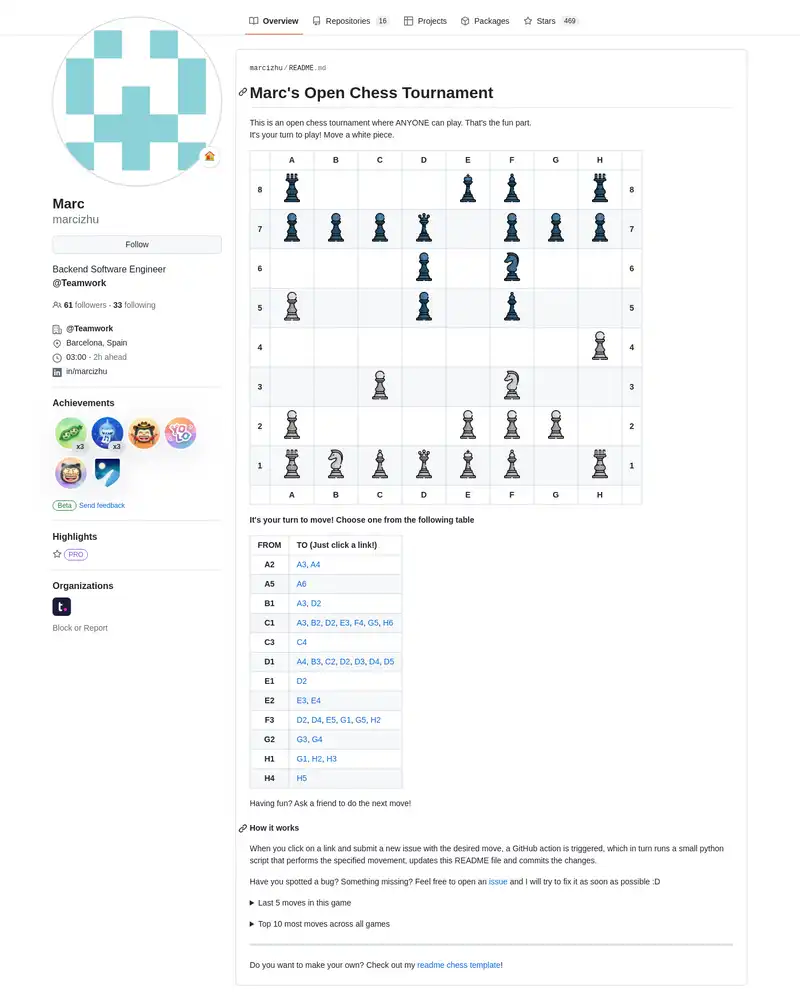 Overview
Repositories 16
Projects
Packages
Stars 469
Marc
marcizhu
Follow
Backend Software Engineer
@Teamwork
61 followers · 33 following
@Teamwork
Barcelona, Spain
03:00 - 2h ahead
in/marcizhu
Achievements
x3
x3
YOLO
Beta Send feedback
Highlights
PRO
Organizations
t.
Block or Report
marcizhu/README.md
Marc's Open Chess Tournament
This is an open chess tournament where ANYONE can play. That's the fun part.
It's your turn to play! Move a white piece.
A B C D E F G H
8 8
7 7
6 6
5 5
4 4
3 3
2 2
1 1
A B C D E F G H
It's your turn to move! Choose one from the following table
FROM TO (Just click a link!)
A2 A3, A4
A5 A6
B1 A3, D2
C1 A3, B2, D2, E3, F4, G5, H6
C3 C4
D1 A4, B3, C2, D2, D3, D4, D5
E1 D2
E2 E3, E4
F3 D2, D4, E5, G1, G5, H2
G2 G3, G4
H1 G1, H2, H3
H4 H5
Having fun? Ask a friend to do the next move!
How it works
When you click on a link and submit a new issue with the desired move, a GitHub action is triggered, which in turn runs a small python
script that performs the specified movement, updates this README file and commits the changes.
Have you spotted a bug? Something missing? Feel free to open an issue and I will try to fix it as soon as possible :D
Last 5 moves in this game
Top 10 most moves across all games
Do you want to make your own? Check out my readme chess template!